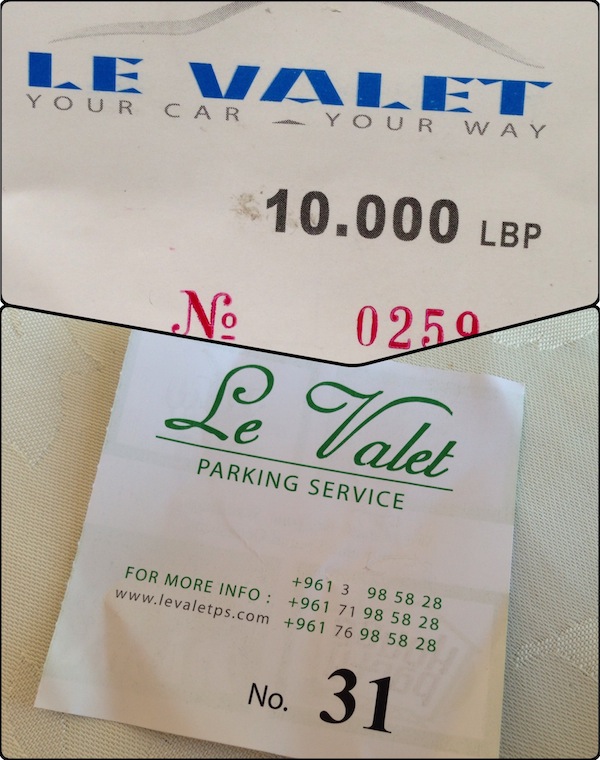 LE VALET
YOUR CAR YOUR WAY
10.000 LBP
№ 0259
Le Valet
PARKING SERVICE
FOR MORE INFO : +961 3 98 58 28
www.levaletps.com +961 71 98 58 28
+961 76 98 58 28
No. 31